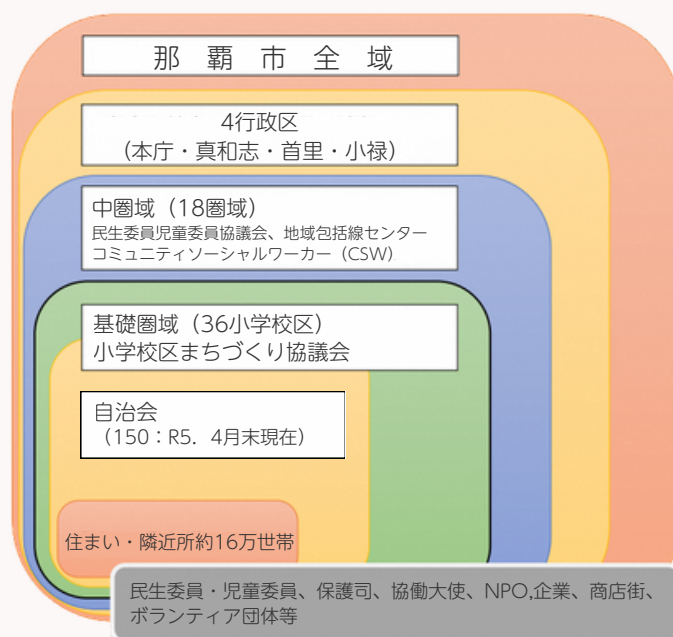 那覇市全域
4行政区
(本庁・真和志・首里・小禄)
中圏域(18圏域)
民生委員児童委員協議会、地域包括線センター
コミュニティソーシャルワーカー(CSW)
基礎圏域(36小学校区)
小学校区まちづくり協議会
自治会
(150:R5. 4月末現在)
住まい・隣近所約16万世帯
民生委員・児童委員、保護司、協働大使、NPO,企業、商店街、
ボランティア団体等